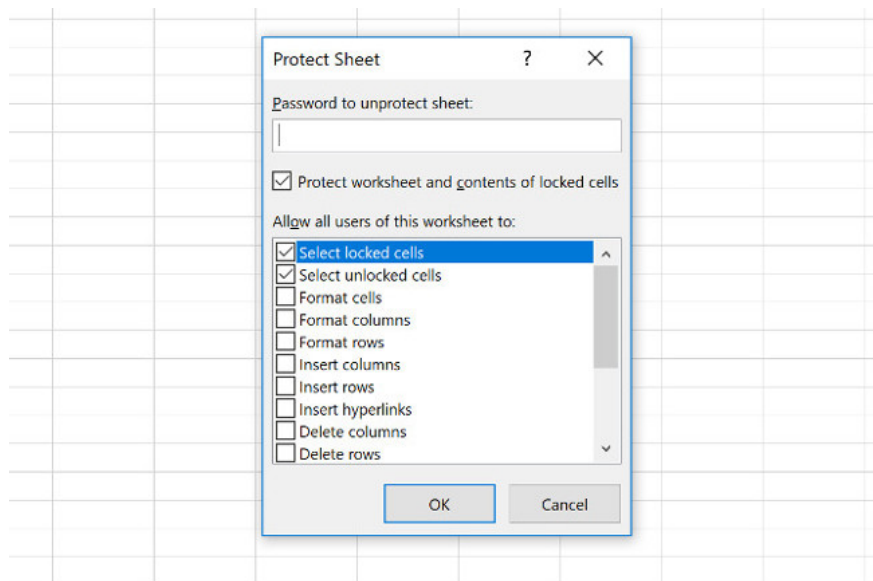 Protect Sheet ?
Password to unprotect sheet:
Protect worksheet and contents of locked cells
Allow all users of this worksheet to:
Select locked cells
Select unlocked cells
Format cells
Format columns
Format rows
Insert columns
Insert rows
Insert hyperlinks
Delete columns
Delete rows
OK Cancel